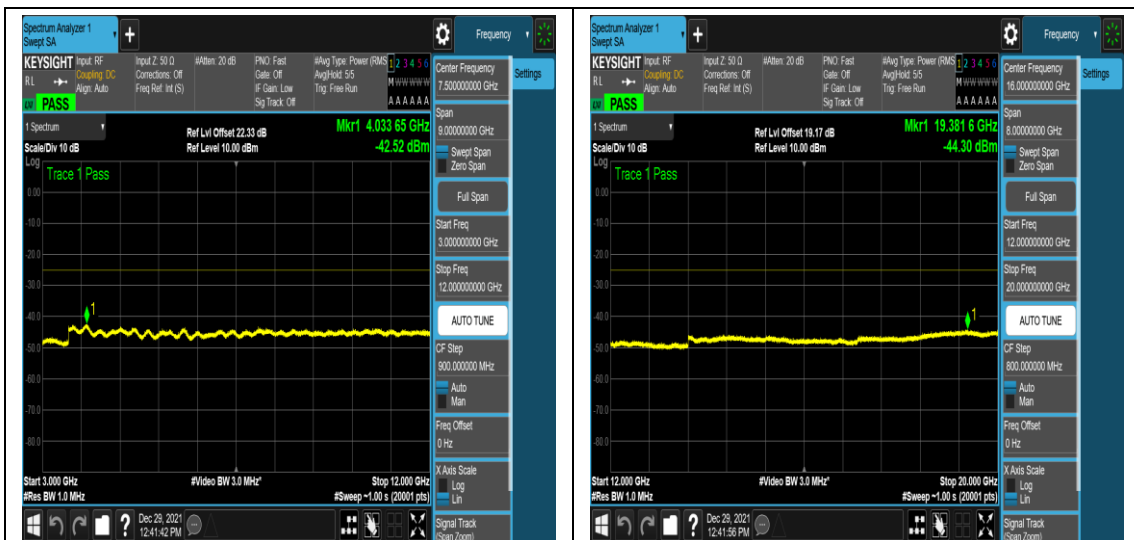 Spectrum Analyzer 1
Swept SA
+
Frequency
KEYSIGHT
R L
Input: RF
Coupling: DC
Align: Auto
Input Z: 50 Ω
Corrections: Off
Freq Ref: Int (S)
#Atten: 20 dB
PNO: Fast
Gate: Off
IF Gain: Low
Sig Track: Off
#Avg Type: Power (RMS
Avg|Hold: 5/5
Trig: Free Run
1 2 3 4 5 6
M W W W W W
A A A A A A
LV PASS
1 Spectrum
Scale/Div 10 dB
Ref Lvl Offset 22.33 dB
Ref Level 10.00 dBm
Mkr1 4.033 65 GHz
-42.52 dBm
Log
Trace 1 Pass
0.00
-10.0
-20.0
-30.0
-40.0
-50.0
-60.0
-70.0
-80.0
1
Start 3.000 GHz
#Res BW 1.0 MHz
#Video BW 3.0 MHz*
Stop 12.000 GHz
#Sweep ~1.00 s (20001 pts)
Dec 29, 2021
12:41:42 PM
Center Frequency
7.500000000 GHz
Settings
Span
9.00000000 GHz
Swept Span
Zero Span
Full Span
Start Freq
3.000000000 GHz
Stop Freq
12.000000000 GHz
AUTO TUNE
CF Step
900.000000 MHz
Auto
Man
Freq Offset
0 Hz
X Axis Scale
Log
Lin
Signal Track
(Span Zoom)
Spectrum Analyzer 1
Swept SA
+
Frequency
KEYSIGHT
R L
Input: RF
Coupling: DC
Align: Auto
Input Z: 50 Ω
Corrections: Off
Freq Ref: Int (S)
#Atten: 20 dB
PNO: Fast
Gate: Off
IF Gain: Low
Sig Track: Off
#Avg Type: Power (RMS
Avg|Hold: 5/5
Trig: Free Run
1 2 3 4 5 6
M W W W W W
A A A A A A
LV PASS
1 Spectrum
Scale/Div 10 dB
Ref Lvl Offset 19.17 dB
Ref Level 10.00 dBm
Mkr1 19.381 6 GHz
-44.30 dBm
Log
Trace 1 Pass
0.00
-10.0
-20.0
-30.0
-40.0
-50.0
-60.0
-70.0
-80.0
1
Start 12.000 GHz
#Res BW 1.0 MHz
#Video BW 3.0 MHz*
Stop 20.000 GHz
#Sweep ~1.00 s (20001 pts)
Dec 29, 2021
12:41:56 PM
Center Frequency
16.000000000 GHz
Settings
Span
8.00000000 GHz
Swept Span
Zero Span
Full Span
Start Freq
12.000000000 GHz
Stop Freq
20.000000000 GHz
AUTO TUNE
CF Step
800.000000 MHz
Auto
Man
Freq Offset
0 Hz
X Axis Scale
Log
Lin
Signal Track
(Span Zoom)